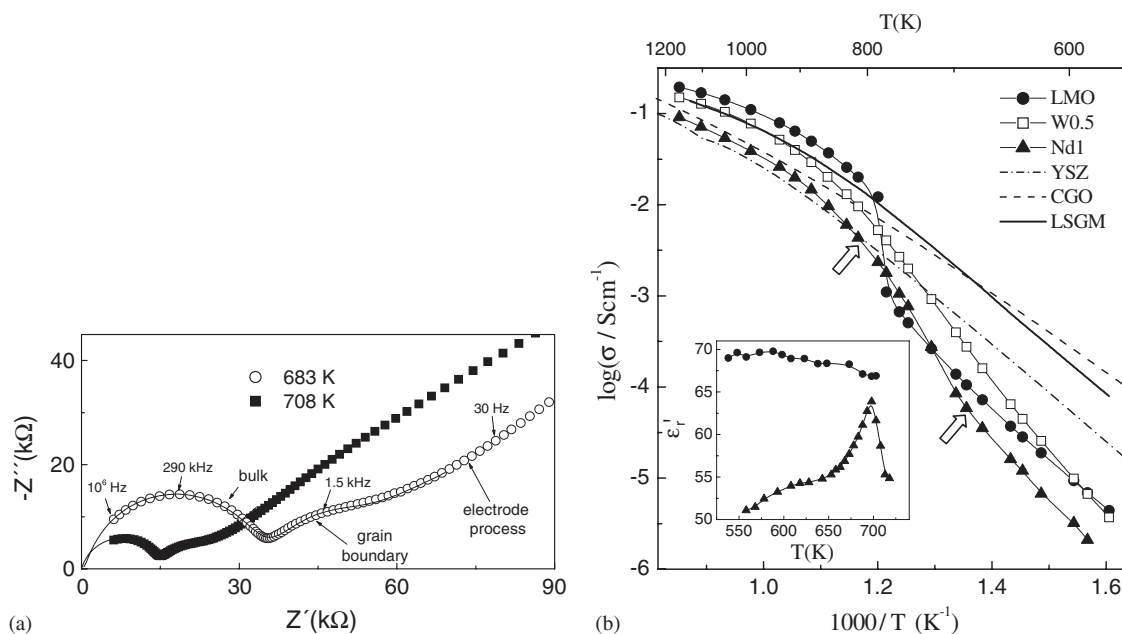 40
20
0
-Z´´(kΩ)
683 K
708 K
10⁶ Hz
290 kHz
bulk
1.5 kHz
30 Hz
grain
boundary
electrode
process
0
30
60
90
Z´(kΩ)
(a)
T(K)
1200
1000
800
600
-1
-2
-3
-4
-5
-6
log(σ / Scm⁻¹)
LMO
W0.5
Nd1
YSZ
CGO
LSGM
70
65
60
55
50
εᵣ'
550
600
650
700
T(K)
1.0
1.2
1.4
1.6
1000/T (K⁻¹)
(b)